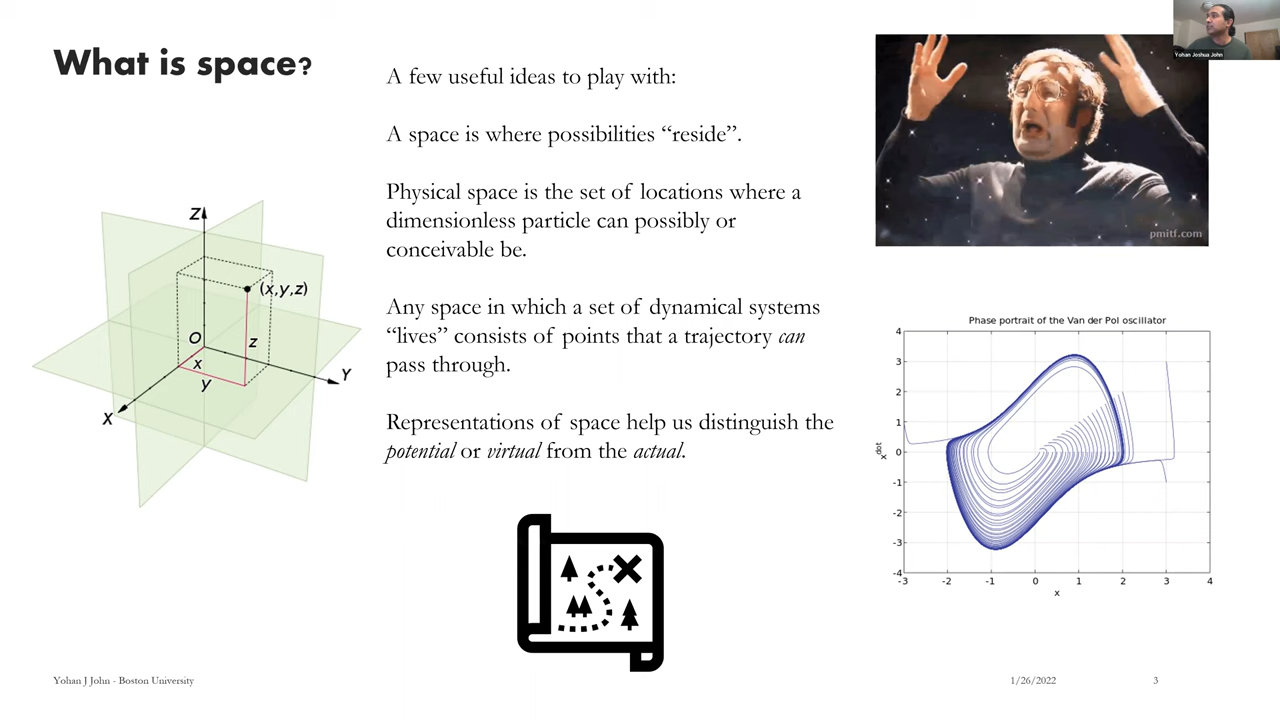 What is space?
A few useful ideas to play with:
A space is where possibilities “reside”.
Physical space is the set of locations where a
dimensionless particle can possibly or
conceivable be.
Any space in which a set of dynamical systems
“lives” consists of points that a trajectory can
pass through.
Representations of space help us distinguish the
potential or virtual from the actual.
Z
(x,y,z)
O
z
x
y
Y
X
Yohan Joshua John
pmitf.com
Phase portrait of the Van der Pol oscillator
4
3
2
1
0
-1
-2
-3
-4
xdot
-3 -2 -1 0 1 2 3 4
x
Yohan J John - Boston University
1/26/2022
3